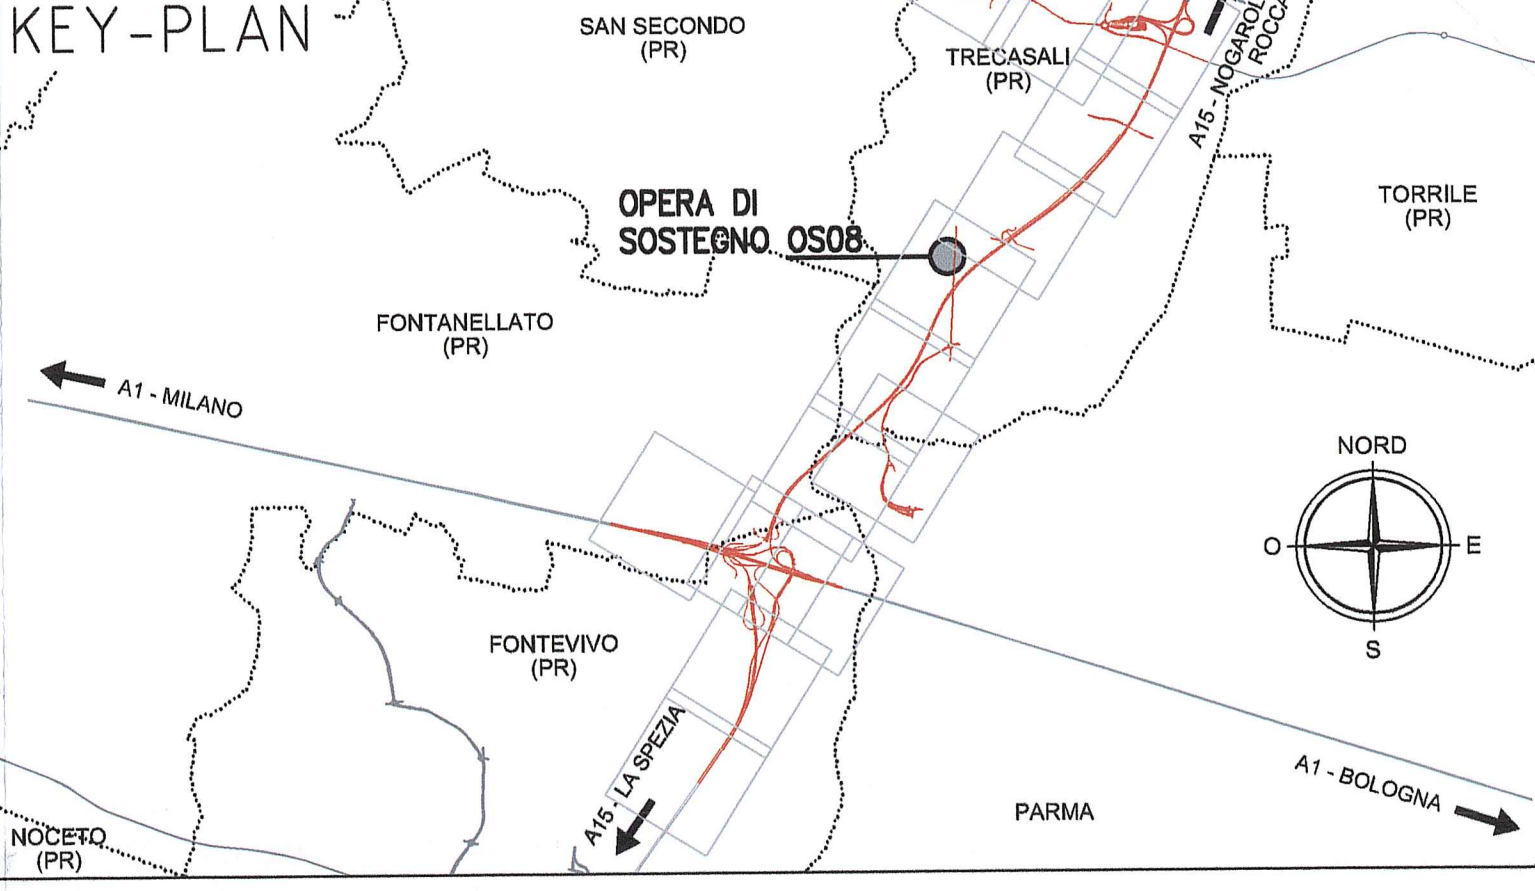 KEY-PLAN
SAN SECONDO
(PR)
TRECASALI
(PR)
A15 - NOGAROL
ROCCA
TORRILE
(PR)
OPERA DI
SOSTEGNO OS08
FONTANELLATO
(PR)
A1 - MILANO
NORD
O
E
S
FONTEVIVO
(PR)
A15 - LA SPEZIA
A1 - BOLOGNA
PARMA
NOCETO
(PR)